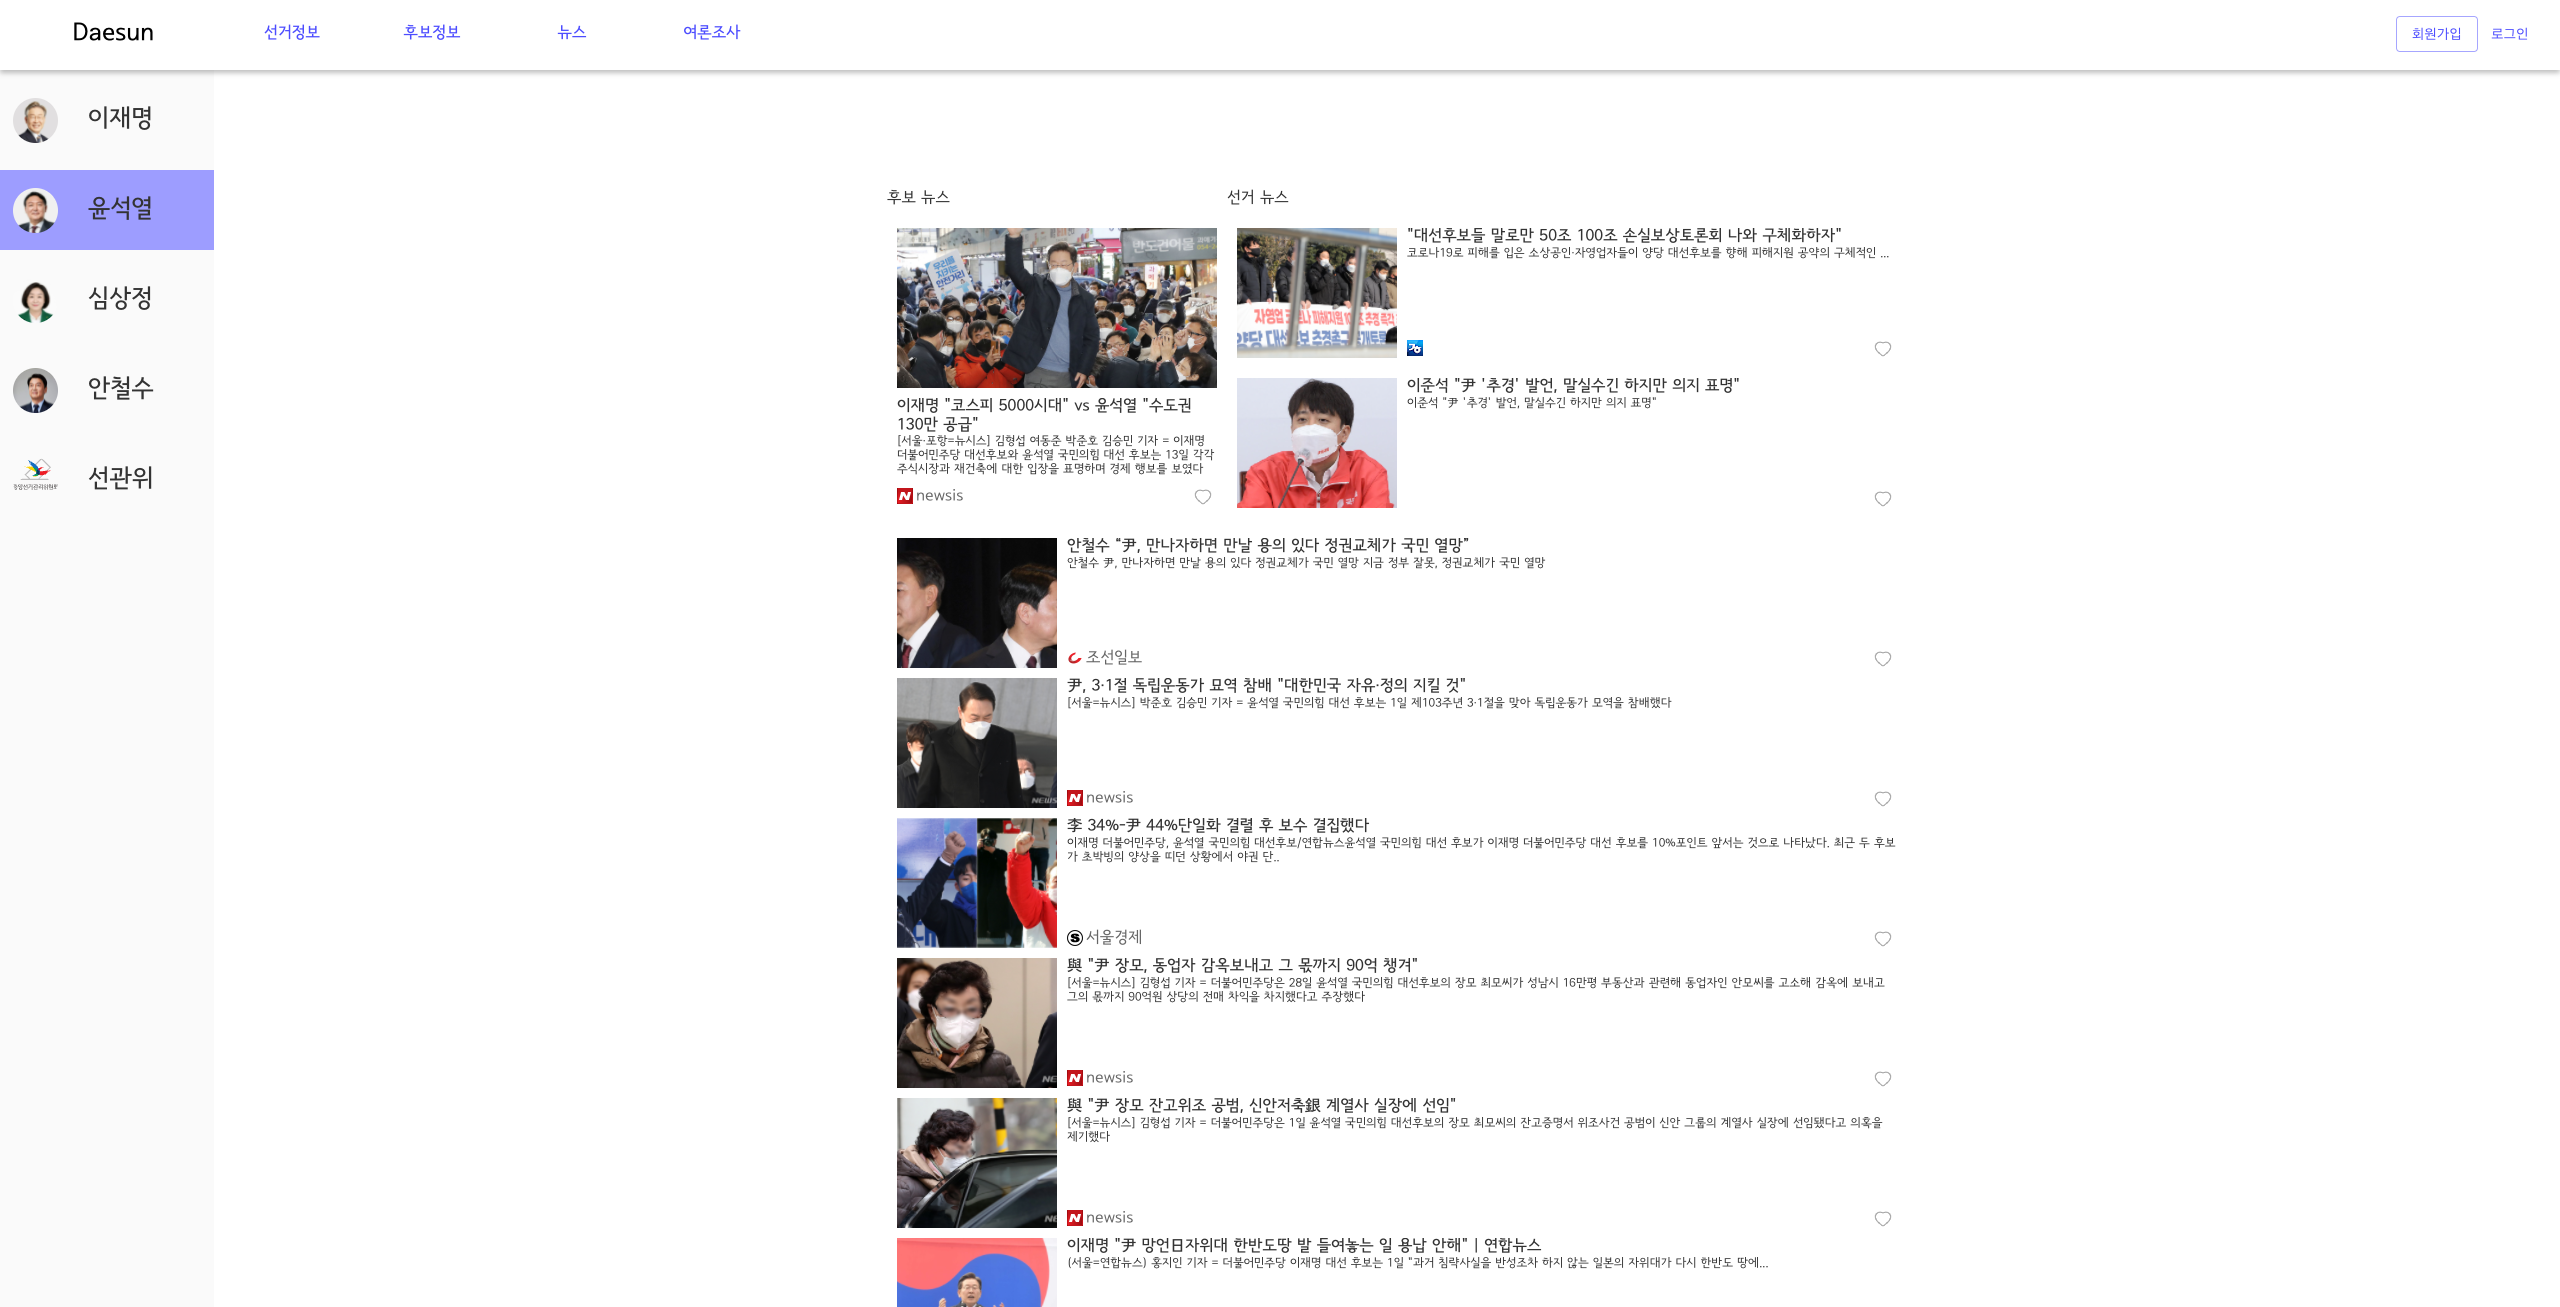 Daesun
선거정보
후보정보
뉴스
여론조사
회원가입
로그인
이재명
윤석열
심상정
안철수
선관위
후보 뉴스
이재명 "코스피 5000시대" vs 윤석열 "수도권
130만 공급"
[서울·포항=뉴시스] 김형섭 여동준 박준호 김승민 기자 = 이재명
더불어민주당 대선후보와 윤석열 국민의힘 대선 후보는 13일 각각
주식시장과 재건축에 대한 입장을 표명하며 경제 행보를 보였다
newsis
선거 뉴스
"대선후보들 말로만 50조 100조 손실보상토론회 나와 구체화하자"
코로나19로 피해를 입은 소상공인·자영업자들이 양당 대선후보를 향해 피해지원 공약의 구체적인 ...
이준석 "尹 '추경' 발언, 말실수긴 하지만 의지 표명"
이준석 "尹 '추경' 발언, 말실수긴 하지만 의지 표명"
안철수 “尹, 만나자하면 만날 용의 있다 정권교체가 국민 열망”
안철수 尹, 만나자하면 만날 용의 있다 정권교체가 국민 열망 지금 정부 잘못, 정권교체가 국민 열망
조선일보
尹, 3·1절 독립운동가 묘역 참배 "대한민국 자유·정의 지킬 것"
[서울=뉴시스] 박준호 김승민 기자 = 윤석열 국민의힘 대선 후보는 1일 제103주년 3·1절을 맞아 독립운동가 묘역을 참배했다
newsis
李 34%-尹 44%단일화 결렬 후 보수 결집했다
이재명 더불어민주당, 윤석열 국민의힘 대선후보/연합뉴스윤석열 국민의힘 대선 후보가 이재명 더불어민주당 대선 후보를 10%포인트 앞서는 것으로 나타났다. 최근 두 후보
가 초박빙의 양상을 띠던 상황에서 야권 단..
서울경제
與 "尹 장모, 동업자 감옥보내고 그 몫까지 90억 챙겨"
[서울=뉴시스] 김형섭 기자 = 더불어민주당은 28일 윤석열 국민의힘 대선후보의 장모 최모씨가 성남시 16만평 부동산과 관련해 동업자인 안모씨를 고소해 감옥에 보내고
그의 몫까지 90억원 상당의 전매 차익을 차지했다고 주장했다
newsis
與 "尹 장모 잔고위조 공범, 신안저축銀 계열사 실장에 선임"
[서울=뉴시스] 김형섭 기자 = 더불어민주당은 1일 윤석열 국민의힘 대선후보의 장모 최모씨의 잔고증명서 위조사건 공범이 신안 그룹의 계열사 실장에 선임됐다고 의혹을
제기했다
newsis
이재명 "尹 망언日자위대 한반도땅 발 들여놓는 일 용납 안해" | 연합뉴스
(서울=연합뉴스) 홍지인 기자 = 더불어민주당 이재명 대선 후보는 1일 "과거 침략사실을 반성조차 하지 않는 일본의 자위대가 다시 한반도 땅에...